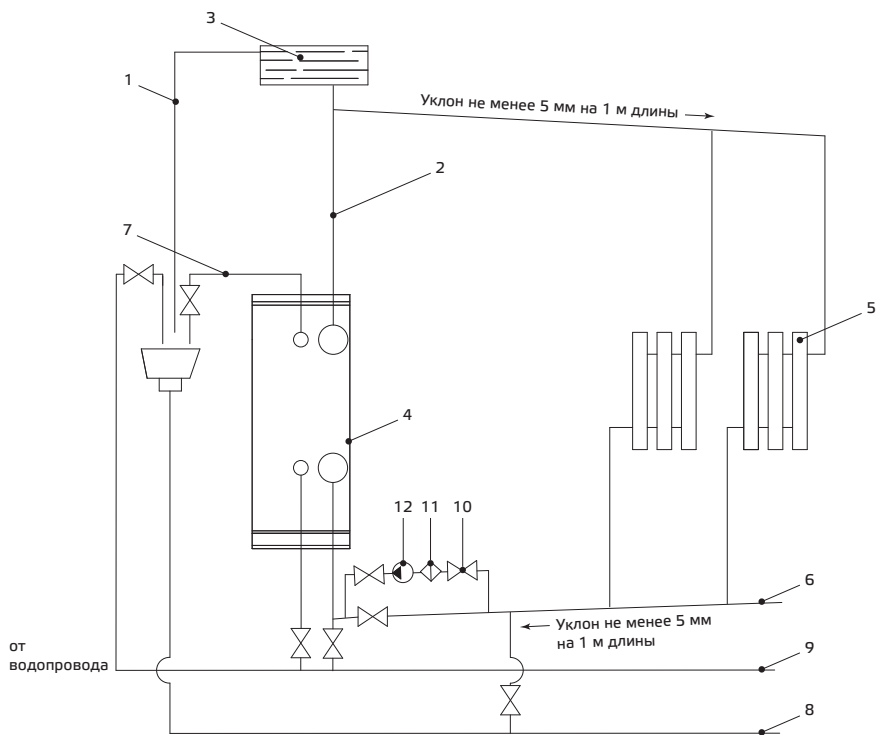 3
1
Уклон не менее 5 мм на 1 м длины
2
7
5
4
12 11 10
6
Уклон не менее 5 мм
на 1 м длины
от
водопровода
9
8